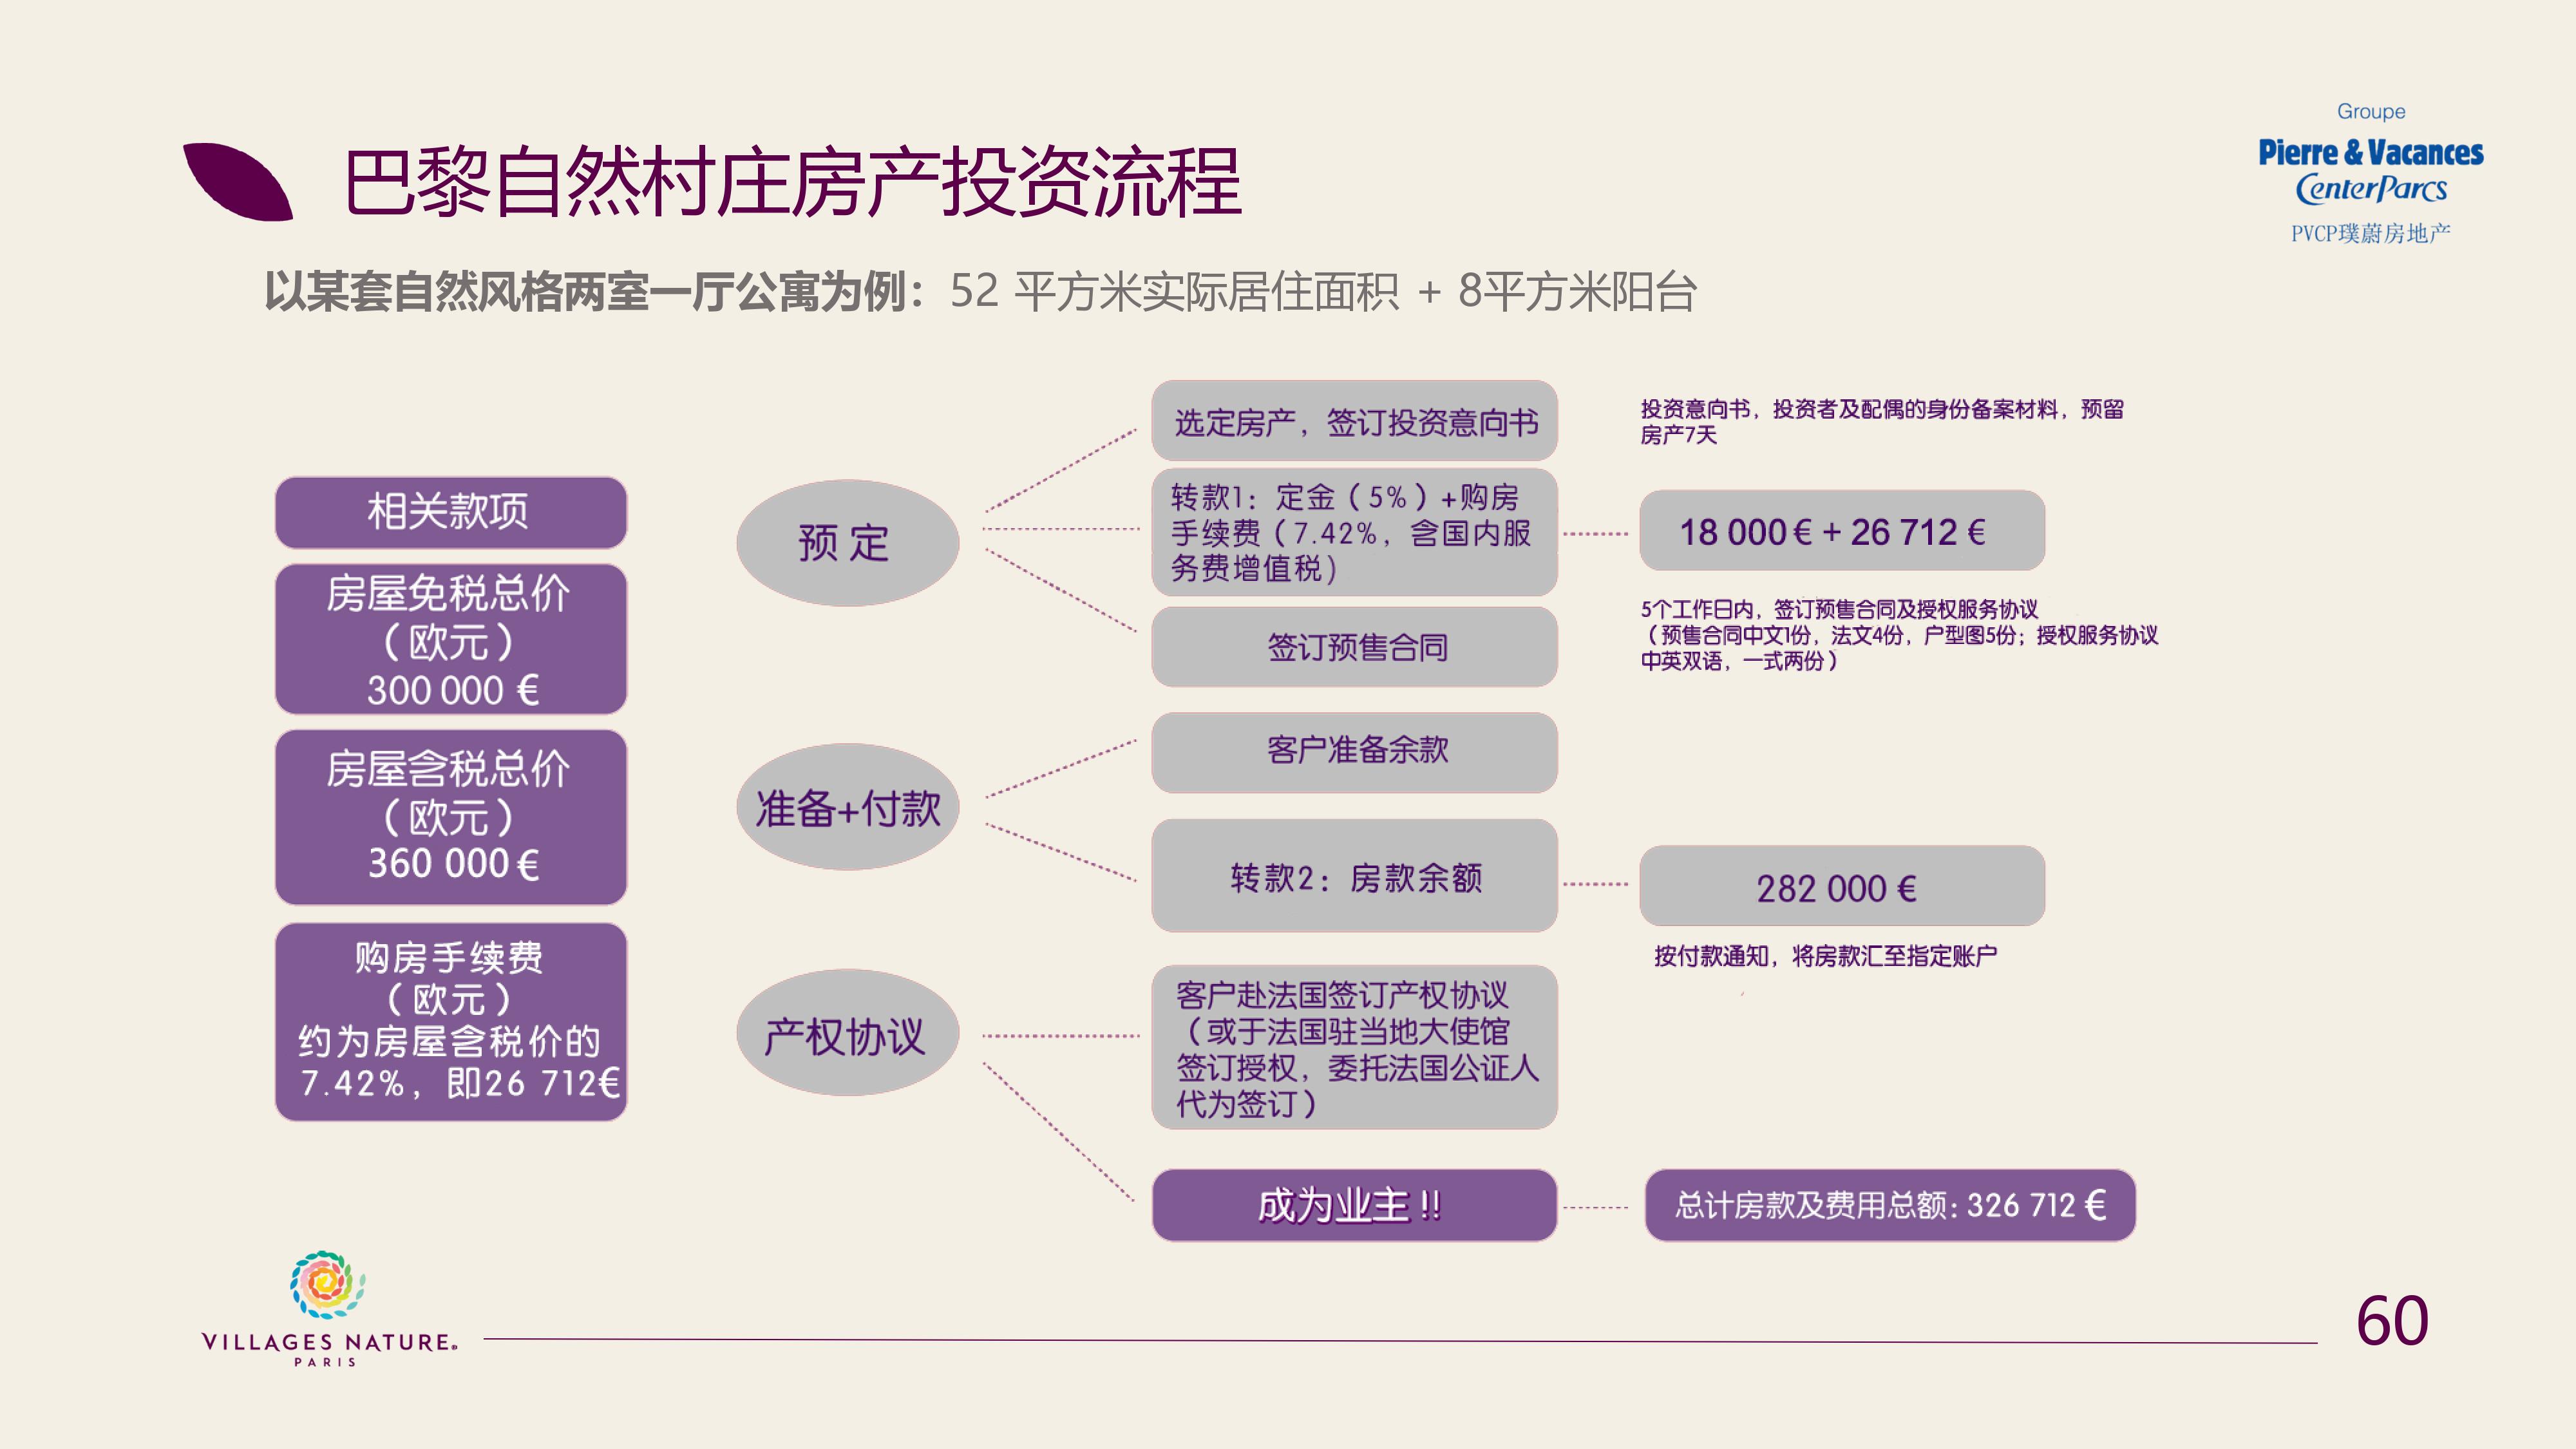 巴黎自然村庄房产投资流程
Groupe
Pierre & Vacances
CenterParcs
PVCP璞蔚房地产
以某套自然风格两室一厅公寓为例：52 平方米实际居住面积 + 8平方米阳台
相关款项
房屋免税总价
（欧元）
300 000 €
房屋含税总价
（欧元）
360 000 €
购房手续费
（欧元）
约为房屋含税价的
7.42%，即26 712€
预 定
选定房产，签订投资意向书
投资意向书，投资者及配偶的身份备案材料，预留
房产7天
转款1：定金（5%）+购房
手续费（7.42%，含国内服
务费增值税）
18 000 € + 26 712 €
签订预售合同
5个工作日内，签订预售合同及授权服务协议
（预售合同中文1份，法文4份，户型图5份；授权服务协议
中英双语，一式两份）
准备+付款
客户准备余款
转款2：房款余额
282 000 €
按付款通知，将房款汇至指定账户
产权协议
客户赴法国签订产权协议
（或于法国驻当地大使馆
签订授权，委托法国公证人
代为签订）
成为业主 !!
总计房款及费用总额: 326 712 €
VILLAGES NATURE®
PARIS
60